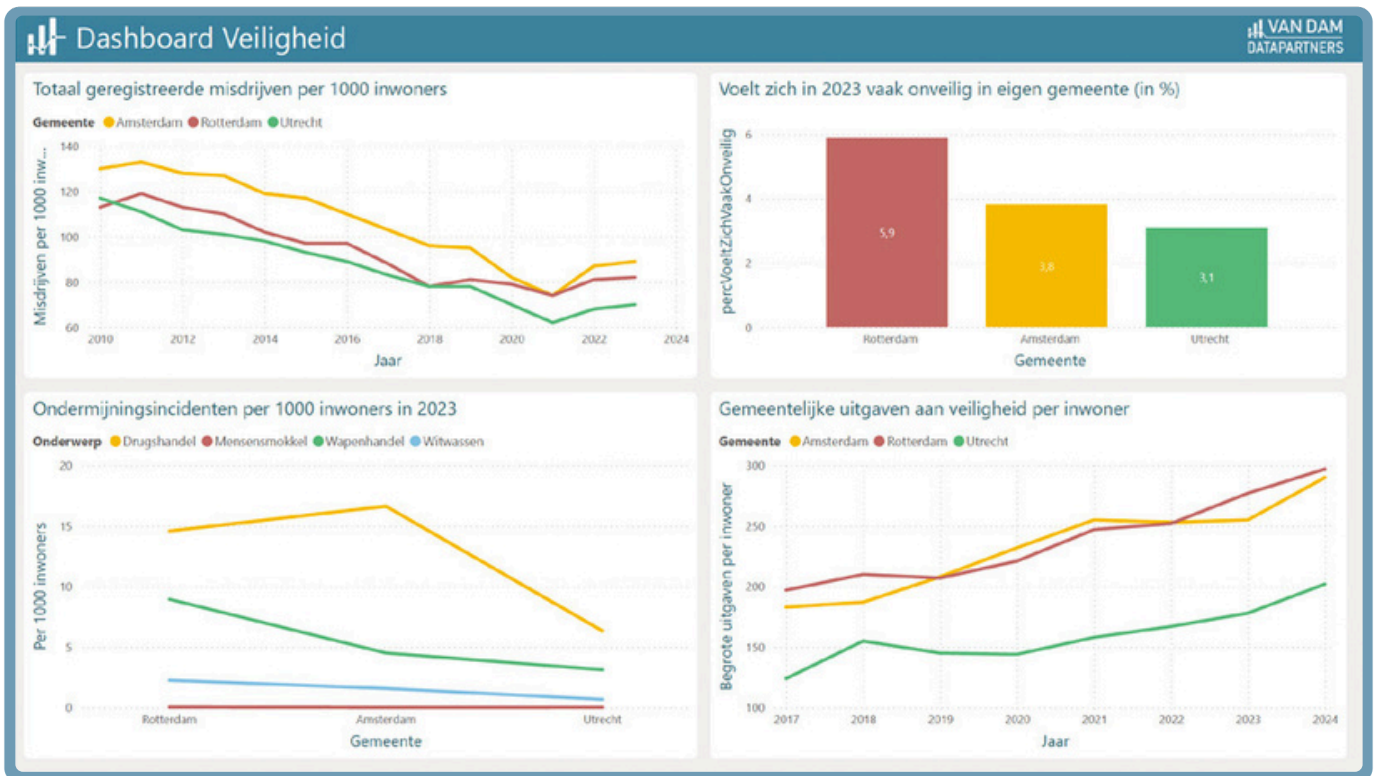 Dashboard Veiligheid
VAN DAM
DATAPARTNERS
Totaal geregistreerde misdrijven per 1000 inwoners
Gemeente Amsterdam Rotterdam Utrecht
Misdrijven per 1000 inw...
140
120
100
80
60
2010 2012 2014 2016 2018 2020 2022 2024
Jaar
Voelt zich in 2023 vaak onveilig in eigen gemeente (in %)
percVoeltZichVaakOnveilig
6
4
2
0
5,9
3,8
3,1
Rotterdam Amsterdam Utrecht
Gemeente
Ondermijningsincidenten per 1000 inwoners in 2023
Onderwerp Drugshandel Mensensmokkel Wapenhandel Witwassen
Per 1000 inwoners
20
15
10
5
0
Rotterdam Amsterdam Utrecht
Gemeente
Gemeentelijke uitgaven aan veiligheid per inwoner
Gemeente Amsterdam Rotterdam Utrecht
Begrote uitgaven per inwoner
300
250
200
150
100
2017 2018 2019 2020 2021 2022 2023 2024
Jaar